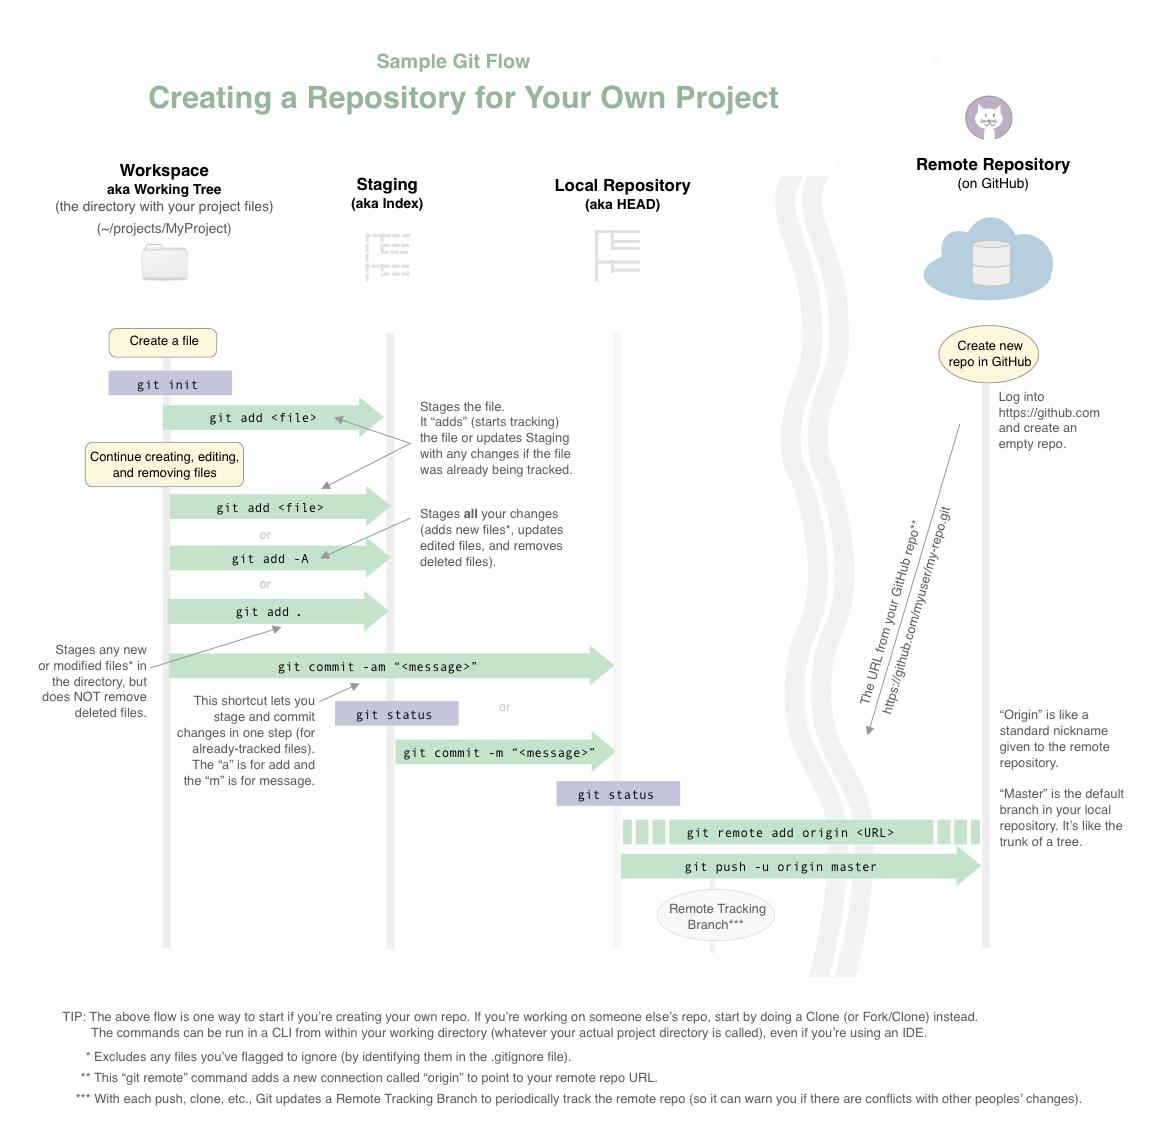 Sample Git Flow
Creating a Repository for Your Own Project
Workspace
aka Working Tree
(the directory with your project files)
(~/projects/MyProject)
Staging
(aka Index)
Local Repository
(aka HEAD)
Remote Repository
(on GitHub)
Create a file
git init
git add <file>
Continue creating, editing,
and removing files
git add <file>
or
git add -A
or
git add .
Stages the file.
It “adds” (starts tracking)
the file or updates Staging
with any changes if the file
was already being tracked.
Stages all your changes
(adds new files*, updates
edited files, and removes
deleted files).
Create new
repo in GitHub
Log into
https://github.com
and create an
empty repo.
The URL from your GitHub repo**
https://github.com/myuser/my-repo.git
Stages any new
or modified files* in
the directory, but
does NOT remove
deleted files.
git commit -am “<message>”
This shortcut lets you
stage and commit
changes in one step (for
already-tracked files).
The “a” is for add and
the “m” is for message.
git status
or
git commit -m “<message>”
git status
“Origin” is like a
standard nickname
given to the remote
repository.
“Master” is the default
branch in your local
repository. It’s like the
trunk of a tree.
git remote add origin <URL>
git push -u origin master
Remote Tracking
Branch***
TIP: The above flow is one way to start if you’re creating your own repo. If you’re working on someone else’s repo, start by doing a Clone (or Fork/Clone) instead.
The commands can be run in a CLI from within your working directory (whatever your actual project directory is called), even if you’re using an IDE.
* Excludes any files you’ve flagged to ignore (by identifying them in the .gitignore file).
** This “git remote” command adds a new connection called “origin” to point to your remote repo URL.
*** With each push, clone, etc., Git updates a Remote Tracking Branch to periodically track the remote repo (so it can warn you if there are conflicts with other peoples’ changes).